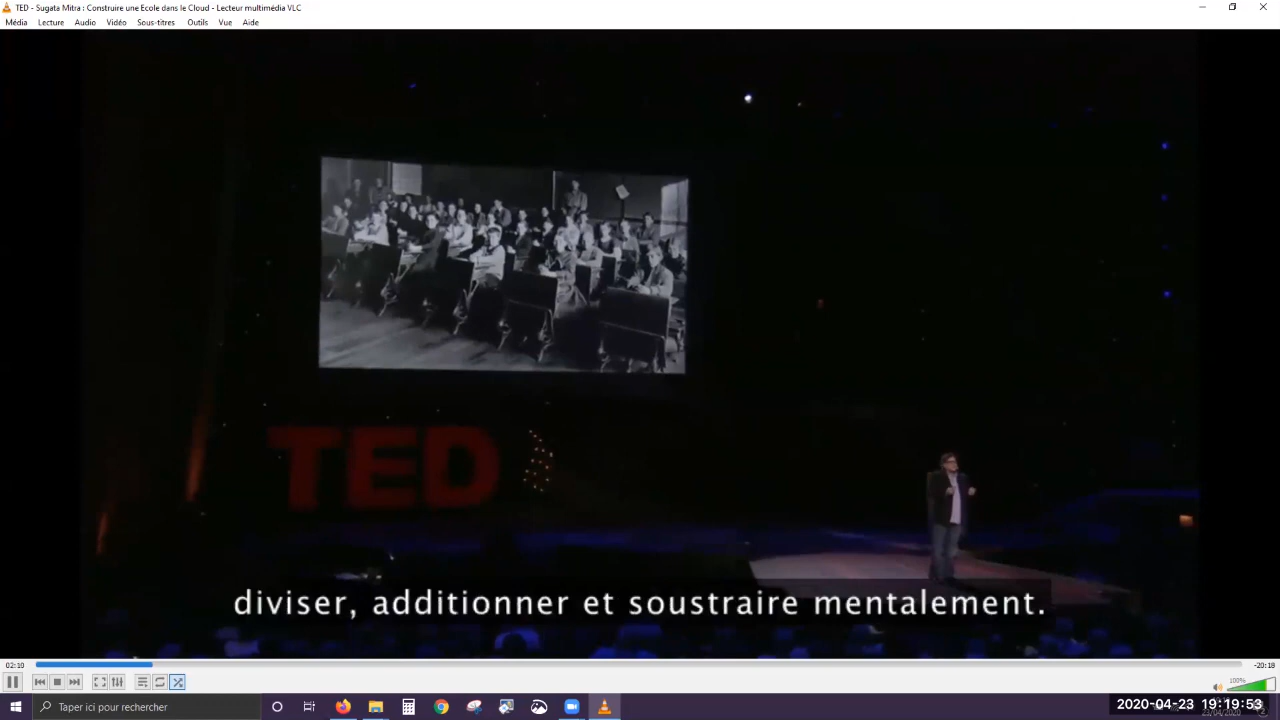 TED - Sugata Mitra : Construire une Ecole dans le Cloud - Lecteur multimédia VLC
Média Lecture Audio Vidéo Sous-titres Outils Vue Aide
TED
diviser, additionner et soustraire mentalement.
02:18
-20:18
100%
Taper ici pour rechercher
2020-04-23 19:19:53